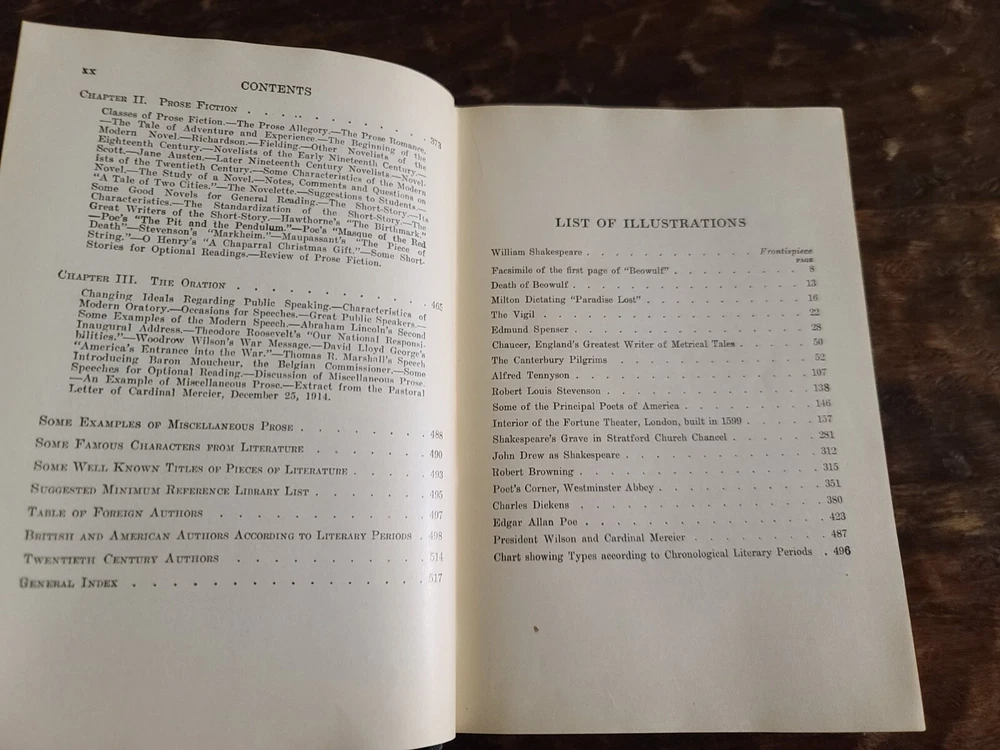 xx
CONTENTS
CHAPTER II. PROSE FICTION . . . . . . . . . 373
Classes of Prose Fiction.—The Prose Allegory.—The Prose Romance.
—The Tale of Adventure and Experience.—The Beginning of the
Modern Novel.—Richardson.—Fielding.—Other Novelists of the
Eighteenth Century.—Novelists of the Early Nineteenth Century.—
Scott.—Jane Austen.—Later Nineteenth Century Novelists.—Novel-
ists of the Twentieth Century.—Some Characteristics of the Modern
Novel.—The Study of a Novel.—Notes, Comments and Questions on
"A Tale of Two Cities."—The Novelette.—Suggestions to Students.—
Some Good Novels for General Reading.—The Short-Story.—Its
Characteristics.—The Standardization of the Short-Story.—The
Great Writers of the Short-Story.—Hawthorne's "The Birthmark."
—Poe's "The Pit and the Pendulum."—Poe's "Masque of the Red
Death"—Stevenson's "Markheim."—Maupassant's "The Piece of
String."—O Henry's "A Chaparral Christmas Gift."—Some Short-
Stories for Optional Readings.—Review of Prose Fiction.
CHAPTER III. THE ORATION . . . . . . . . . 465
Changing Ideals Regarding Public Speaking.—Characteristics of
Modern Oratory.—Occasions for Speeches.—Great Public Speakers.—
Some Examples of the Modern Speech.—Abraham Lincoln's Second
Inaugural Address.—Theodore Roosevelt's "Our National Responsi-
bilities."—Woodrow Wilson's War Message.—David Lloyd George's
"America's Entrance into the War."—Thomas R. Marshall's Speech
Introducing Baron Moucheur, the Belgian Commissioner.—Some
Speeches for Optional Reading.—Discussion of Miscellaneous Prose.
—An Example of Miscellaneous Prose.—Extract from the Pastoral
Letter of Cardinal Mercier, December 25, 1914.
SOME EXAMPLES OF MISCELLANEOUS PROSE . . . . . . 488
SOME FAMOUS CHARACTERS FROM LITERATURE . . . . . 490
SOME WELL KNOWN TITLES OF PIECES OF LITERATURE . . . . 493
SUGGESTED MINIMUM REFERENCE LIBRARY LIST . . . . . . 495
TABLE OF FOREIGN AUTHORS . . . . . . . . . 497
BRITISH AND AMERICAN AUTHORS ACCORDING TO LITERARY PERIODS . 498
TWENTIETH CENTURY AUTHORS . . . . . . . . 514
GENERAL INDEX . . . . . . . . . . . . 517
LIST OF ILLUSTRATIONS
William Shakespeare . . . . . . . . . Frontispiece
PAGE
Facsimile of the first page of "Beowulf" . . . . . . . 8
Death of Beowulf . . . . . . . . . . . 13
Milton Dictating "Paradise Lost" . . . . . . . . 16
The Vigil . . . . . . . . . . . . . 22
Edmund Spenser . . . . . . . . . . . 28
Chaucer, England's Greatest Writer of Metrical Tales . . . . 50
The Canterbury Pilgrims . . . . . . . . . 52
Alfred Tennyson . . . . . . . . . . . 107
Robert Louis Stevenson . . . . . . . . . 138
Some of the Principal Poets of America . . . . . . 146
Interior of the Fortune Theater, London, built in 1599 . . . . 157
Shakespeare's Grave in Stratford Church Chancel . . . . . 281
John Drew as Shakespeare . . . . . . . . . 312
Robert Browning . . . . . . . . . . . 315
Poet's Corner, Westminster Abbey . . . . . . . . 351
Charles Dickens . . . . . . . . . . . 380
Edgar Allan Poe . . . . . . . . . . . 423
President Wilson and Cardinal Mercier . . . . . . . 487
Chart showing Types according to Chronological Literary Periods . 496